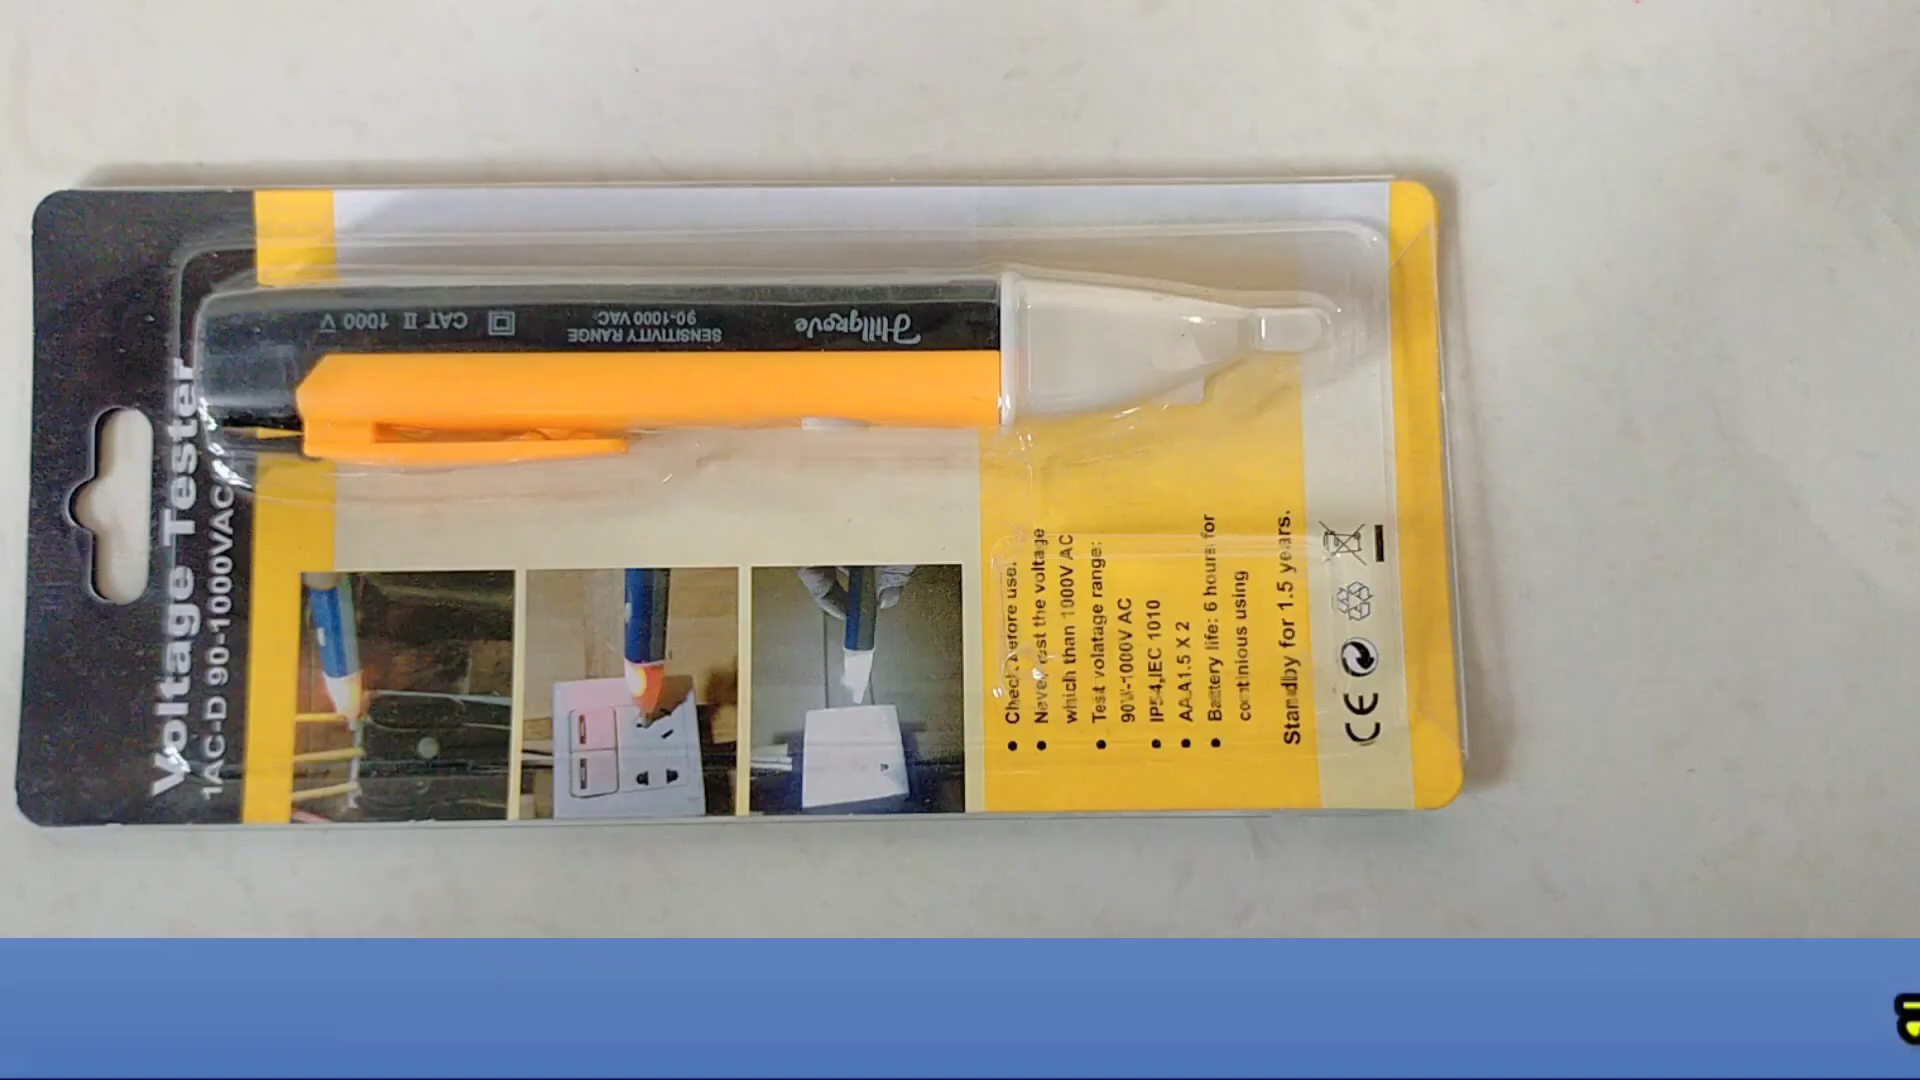 Voltage Tester
1AC-D 90-1000VAC
Hillgrove
SENSITIVITY RANGE
90-1000 VAC
CAT II 1000 V
• Check before use.
• Never test the voltage
which than 1000V AC
• Test volatage range:
90V-1000V AC
• IP54,IEC 1010
• AAA1.5 X 2
• Battery life: 6 hours for
continious using
Standby for 1.5 years.
CE